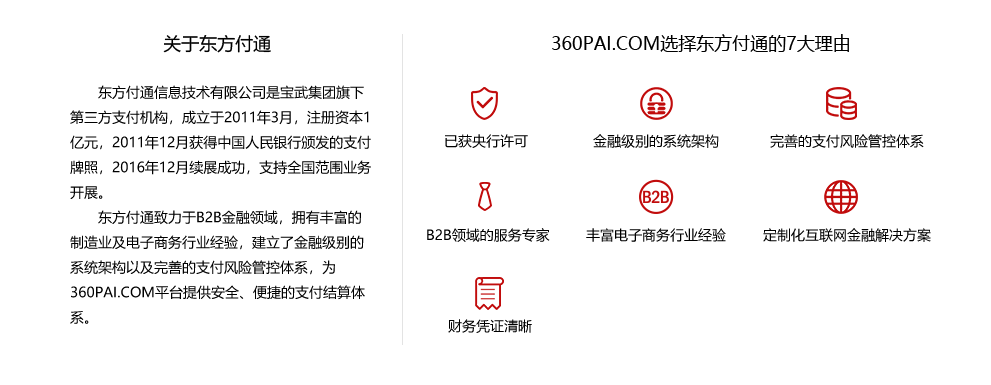 关于东方付通
东方付通信息技术有限公司是宝武集团旗下
第三方支付机构，成立于2011年3月，注册资本1
亿元，2011年12月获得中国人民银行颁发的支付
牌照，2016年12月续展成功，支持全国范围业务
开展。
东方付通致力于B2B金融领域，拥有丰富的
制造业及电子商务行业经验，建立了金融级别的
系统架构以及完善的支付风险管控体系，为
360PAI.COM平台提供安全、便捷的支付结算体
系。
360PAI.COM选择东方付通的7大理由
已获央行许可
金融级别的系统架构
完善的支付风险管控体系
B2B领域的服务专家
B2B
丰富电子商务行业经验
定制化互联网金融解决方案
财务凭证清晰